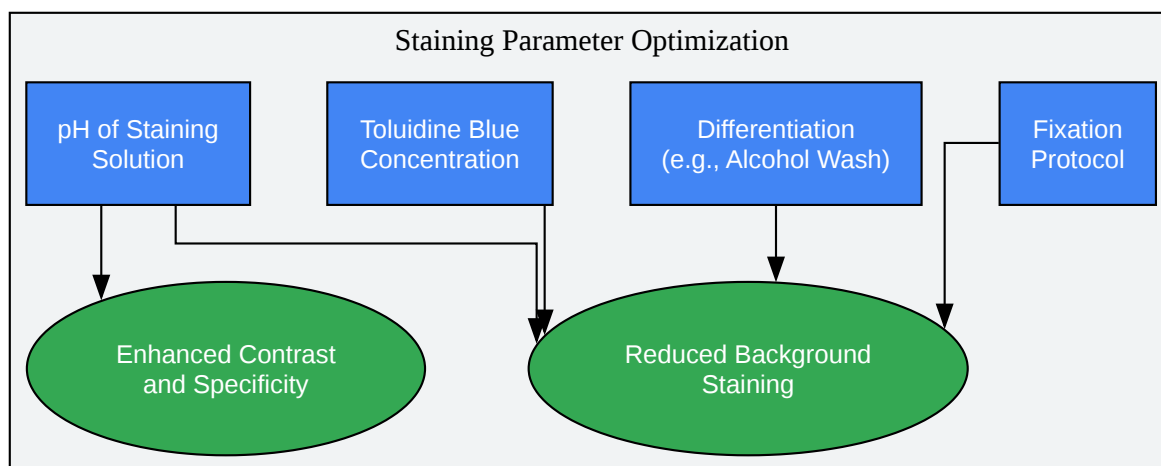 Staining Parameter Optimization
pH of Staining
Solution
Toluidine Blue
Concentration
Differentiation
(e.g., Alcohol Wash)
Fixation
Protocol
Enhanced Contrast
and Specificity
Reduced Background
Staining